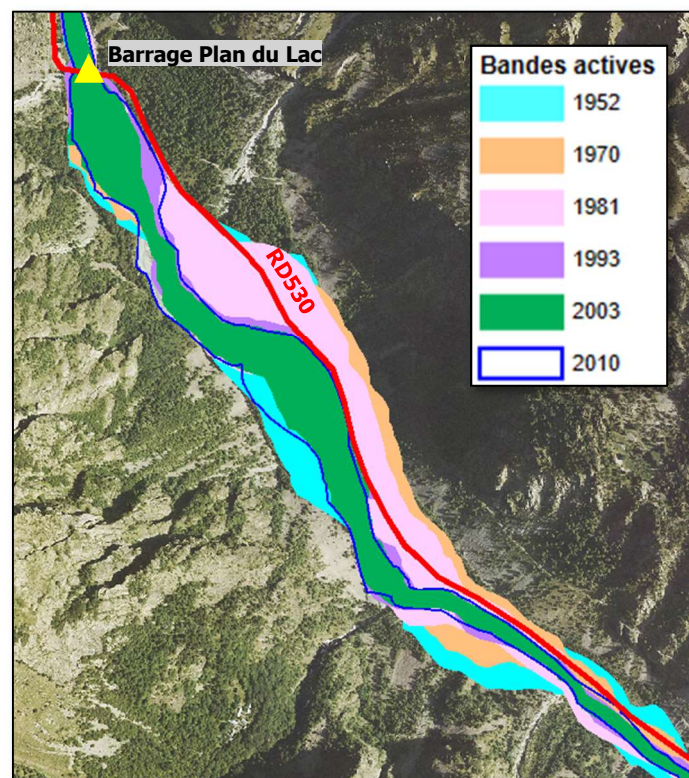 Barrage Plan du Lac
Bandes actives
1952
1970
1981
1993
2003
2010
RD530